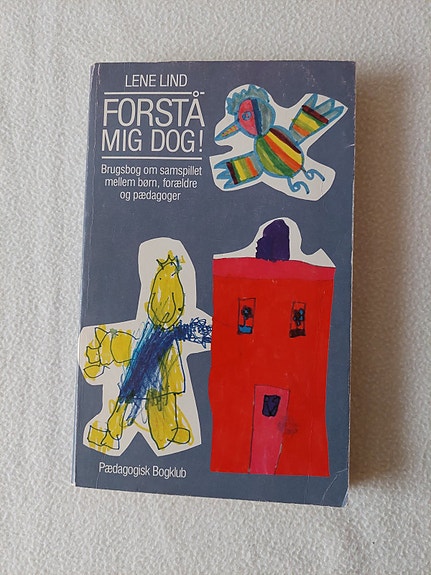 LENE LIND
FORSTÅ
MIG DOG!
Brugsbog om samspillet
mellem børn, forældre
og pædagoger
Pædagogisk Bogklub